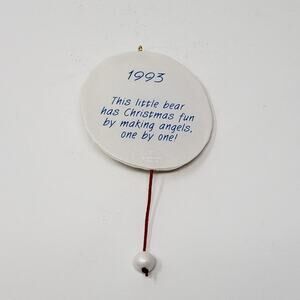 1993
This little bear
has Christmas fun
by making angels,
one by one!